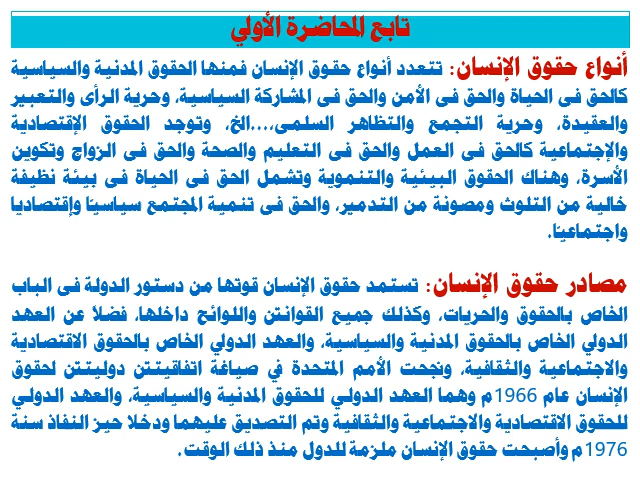 تابع المحاضرة الأولي
أنواع حقوق الإنسان: تتعدد أنواع حقوق الإنسان فمنها الحقوق المدنية والسياسية
كالحق فى الحياة والحق فى الأمن والحق فى المشاركة السياسية، وحرية الرأى والتعبير
والعقيدة، وحرية التجمع والتظاهر السلمى،...الخ، وتوجد الحقوق الإقتصادية
والإجتماعية كالحق فى العمل والحق فى التعليم والصحة والحق فى الزواج وتكوين
الأسرة، وهناك الحقوق البيئية والتنموية وتشمل الحق فى الحياة فى بيئة نظيفة
خالية من التلوث ومصونة من التدمير، والحق فى تنمية المجتمع سياسيًا وإقتصاديا
واجتماعيًا.
مصادر حقوق الإنسان: تستمد حقوق الإنسان قوتها من دستور الدولة فى الباب
الخاص بالحقوق والحريات، وكذلك جميع القوانتن واللوائح داخلها، فضلاً عن العهد
الدولي الخاص بالحقوق المدنية والسياسية، والعهد الدولي الخاص بالحقوق الاقتصادية
والاجتماعية والثقافية، ونجحت الأمم المتحدة في صياغة اتفاقيتتن دوليتتن لحقوق
الإنسان عام 1966م وهما العهد الدولي للحقوق المدنية والسياسية، والعهد الدولي
للحقوق الاقتصادية والاجتماعية والثقافية وتم التصديق عليهما ودخلا حيز النفاذ سنة
1976م وأصبحت حقوق الإنسان ملزمة للدول منذ ذلك الوقت.